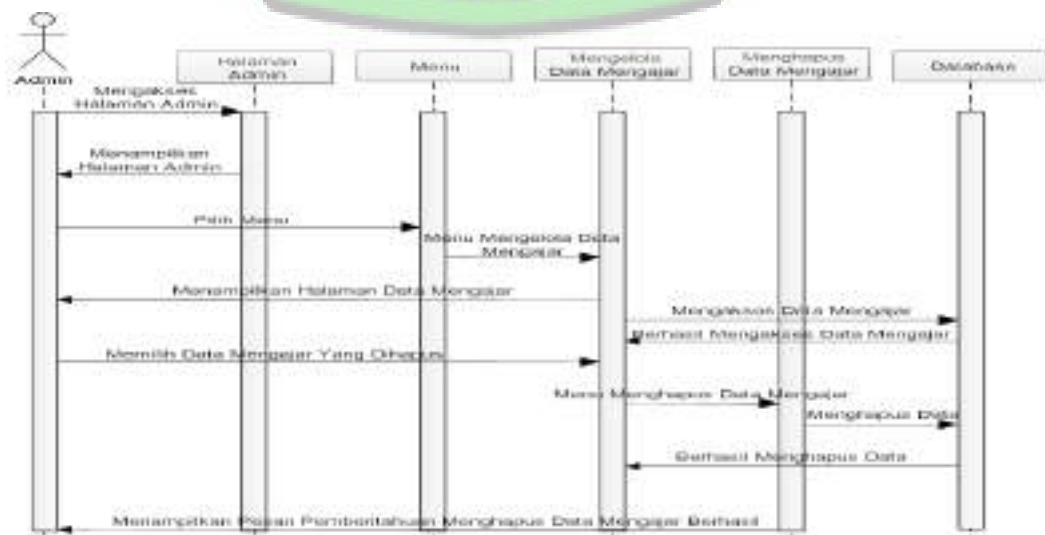 Admin
Halaman
Admin
Menu
Mengelola
Data Mengajar
Menghapus
Data Mengajar
Database
Mengakses
Halaman Admin
Menampilkan
Halaman Admin
Pilih Menu
Menu Mengelola Data
Mengajar
Menampilkan Halaman Data Mengajar
Mengakses Data Mengajar
Berhasil Mengakses Data Mengajar
Memilih Data Mengajar Yang Dihapus
Menu Menghapus Data Mengajar
Menghapus Data
Berhasil Menghapus Data
Menampilkan Pesan Pemberitahuan Menghapus Data Mengajar Berhasil